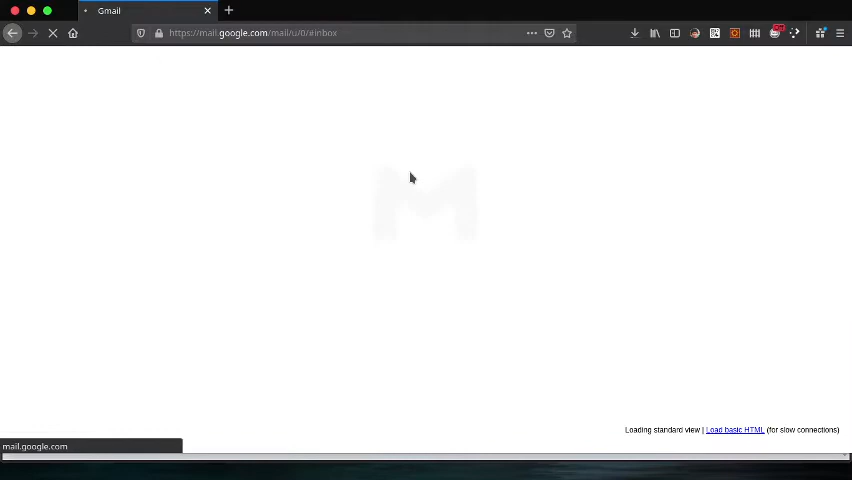 Gmail
https://mail.google.com/mail/u/0/#inbox
M
Loading standard view | Load basic HTML (for slow connections)
mail.google.com